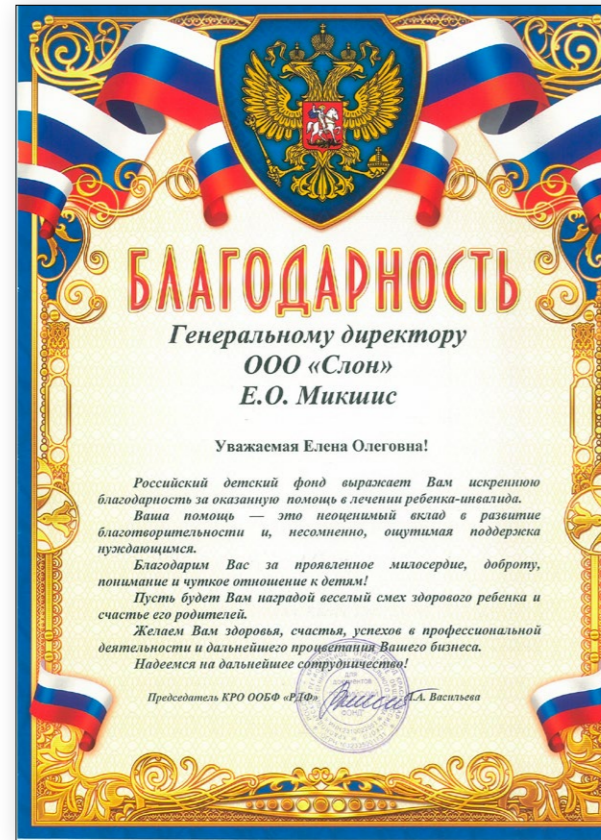 БЛАГОДАРНОСТЬ
Генеральному директору
ООО «Слон»
Е.О. Микшис
Уважаемая Елена Олеговна!
Российский детский фонд выражает Вам искреннюю
благодарность за оказанную помощь в лечении ребенка-инвалида.
Ваша помощь — это неоценимый вклад в развитие
благотворительности и, несомненно, ощутимая поддержка
нуждающимся.
Благодарим Вас за проявленное милосердие, доброту,
понимание и чуткое отношение к детям!
Пусть будет Вам наградой веселый смех здорового ребенка и
счастье его родителей.
Желаем Вам здоровья, счастья, успехов в профессиональной
деятельности и дальнейшего процветания Вашего бизнеса.
Надеемся на дальнейшее сотрудничество!
Председатель КРО ООБФ «РДФ» Васильева